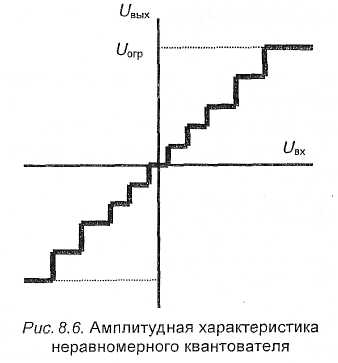 Uвых
Uогр
Uвх
Рис. 8.6. Амплитудная характеристика
неравномерного квантователя